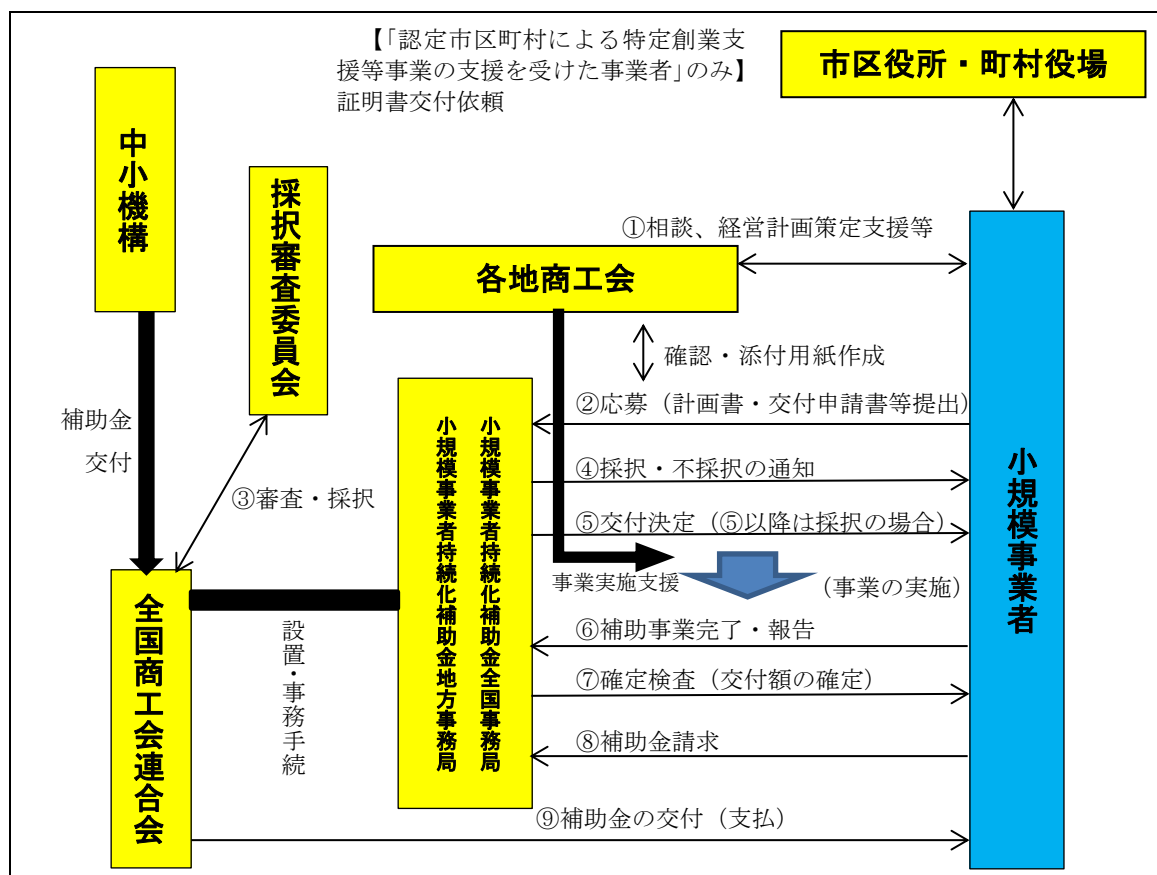 【「認定市区町村による特定創業支
援等事業の支援を受けた事業者」のみ】
証明書交付依頼
市区役所・町村役場
中小機構
採択審査委員会
①相談、経営計画策定支援等
各地商工会
確認・添付用紙作成
補助金
交付
③審査・採択
小規模事業者持続化補助金全国事務局
小規模事業者持続化補助金地方事務局
②応募（計画書・交付申請書等提出）
④採択・不採択の通知
⑤交付決定（⑤以降は採択の場合）
事業実施支援
（事業の実施）
小規模事業者
全国商工会連合会
設置・事務手続
⑥補助事業完了・報告
⑦確定検査（交付額の確定）
⑧補助金請求
⑨補助金の交付（支払）